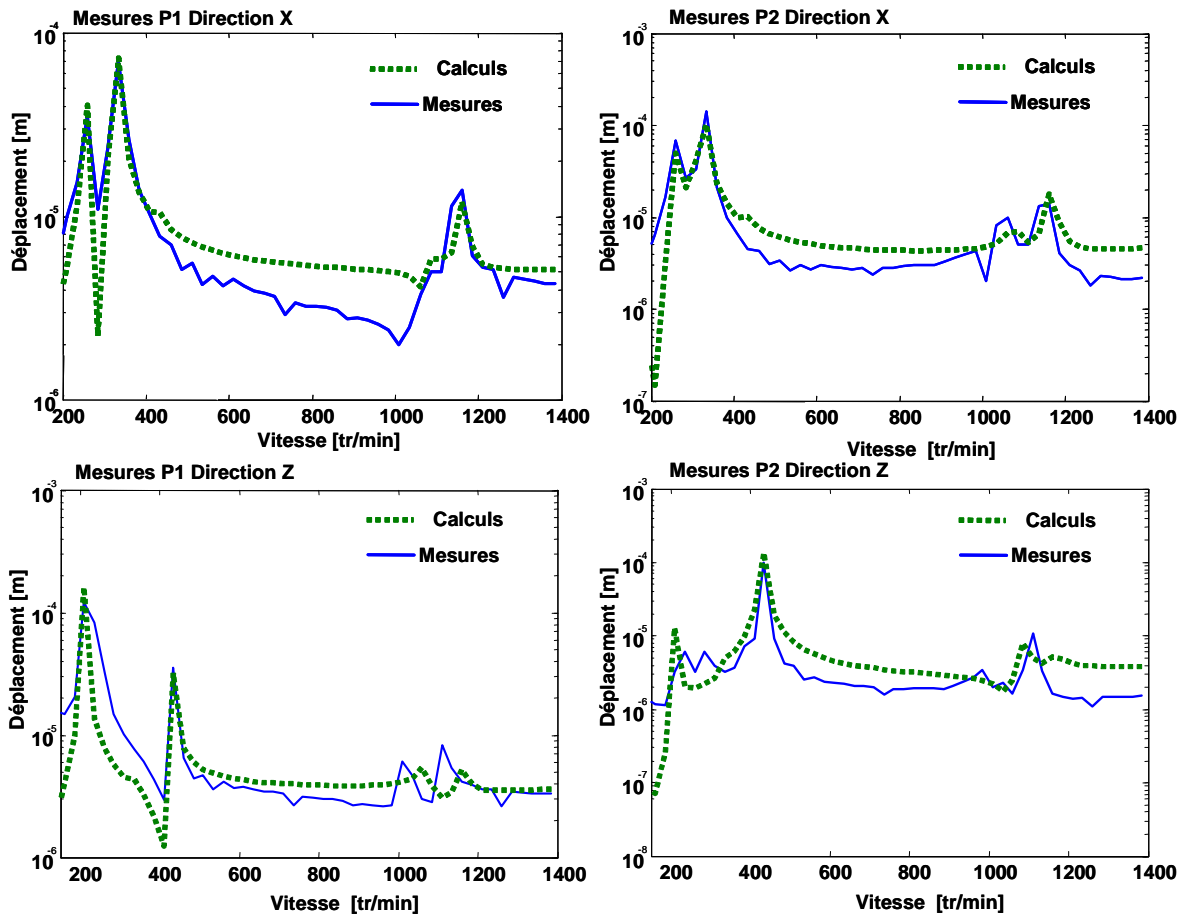 Mesures P1 Direction X
Déplacement [m]
10-4
10-5
10-6
Calculs
Mesures
200 400 600 800 1000 1200 1400
Vitesse [tr/min]
Mesures P2 Direction X
Déplacement [m]
10-3
10-4
10-5
10-6
10-7
Calculs
Mesures
200 400 600 800 1000 1200 1400
Vitesse [tr/min]
Mesures P1 Direction Z
Déplacement [m]
10-3
10-4
10-5
10-6
Calculs
Mesures
200 400 600 800 1000 1200 1400
Vitesse [tr/min]
Mesures P2 Direction Z
Déplacement [m]
10-3
10-4
10-5
10-6
10-7
10-8
Calculs
Mesures
200 400 600 800 1000 1200 1400
Vitesse [tr/min]